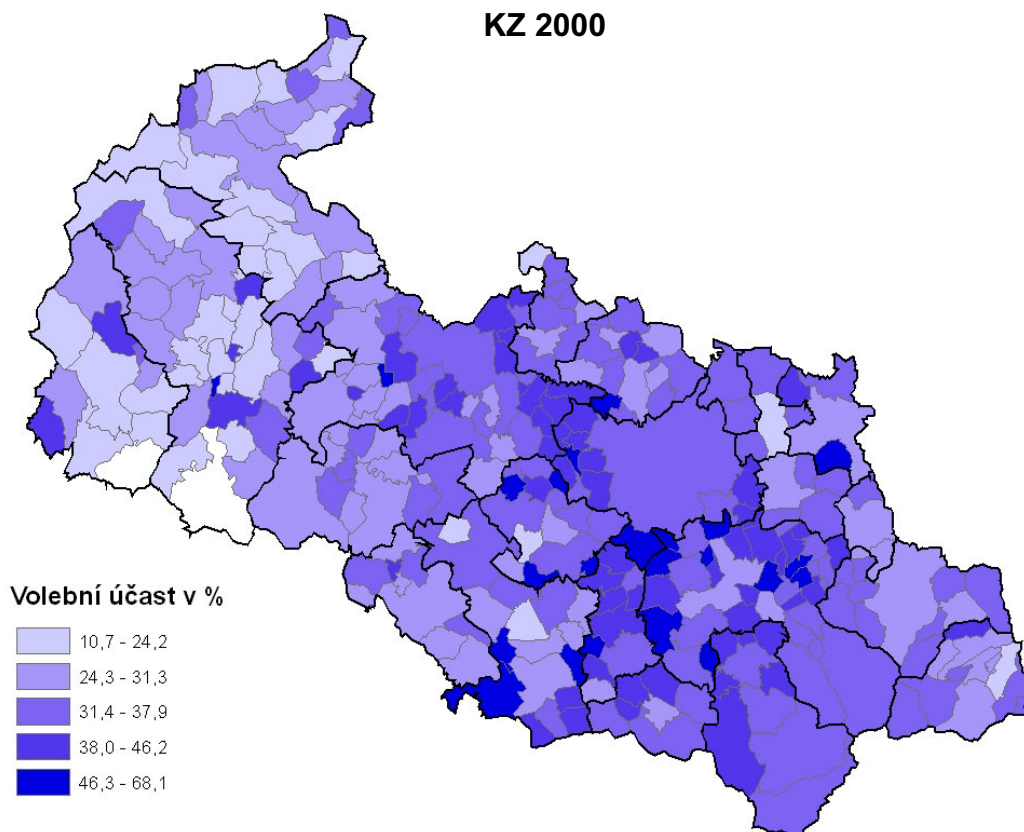 KZ 2000
Volební účast v %
10,7 - 24,2
24,3 - 31,3
31,4 - 37,9
38,0 - 46,2
46,3 - 68,1